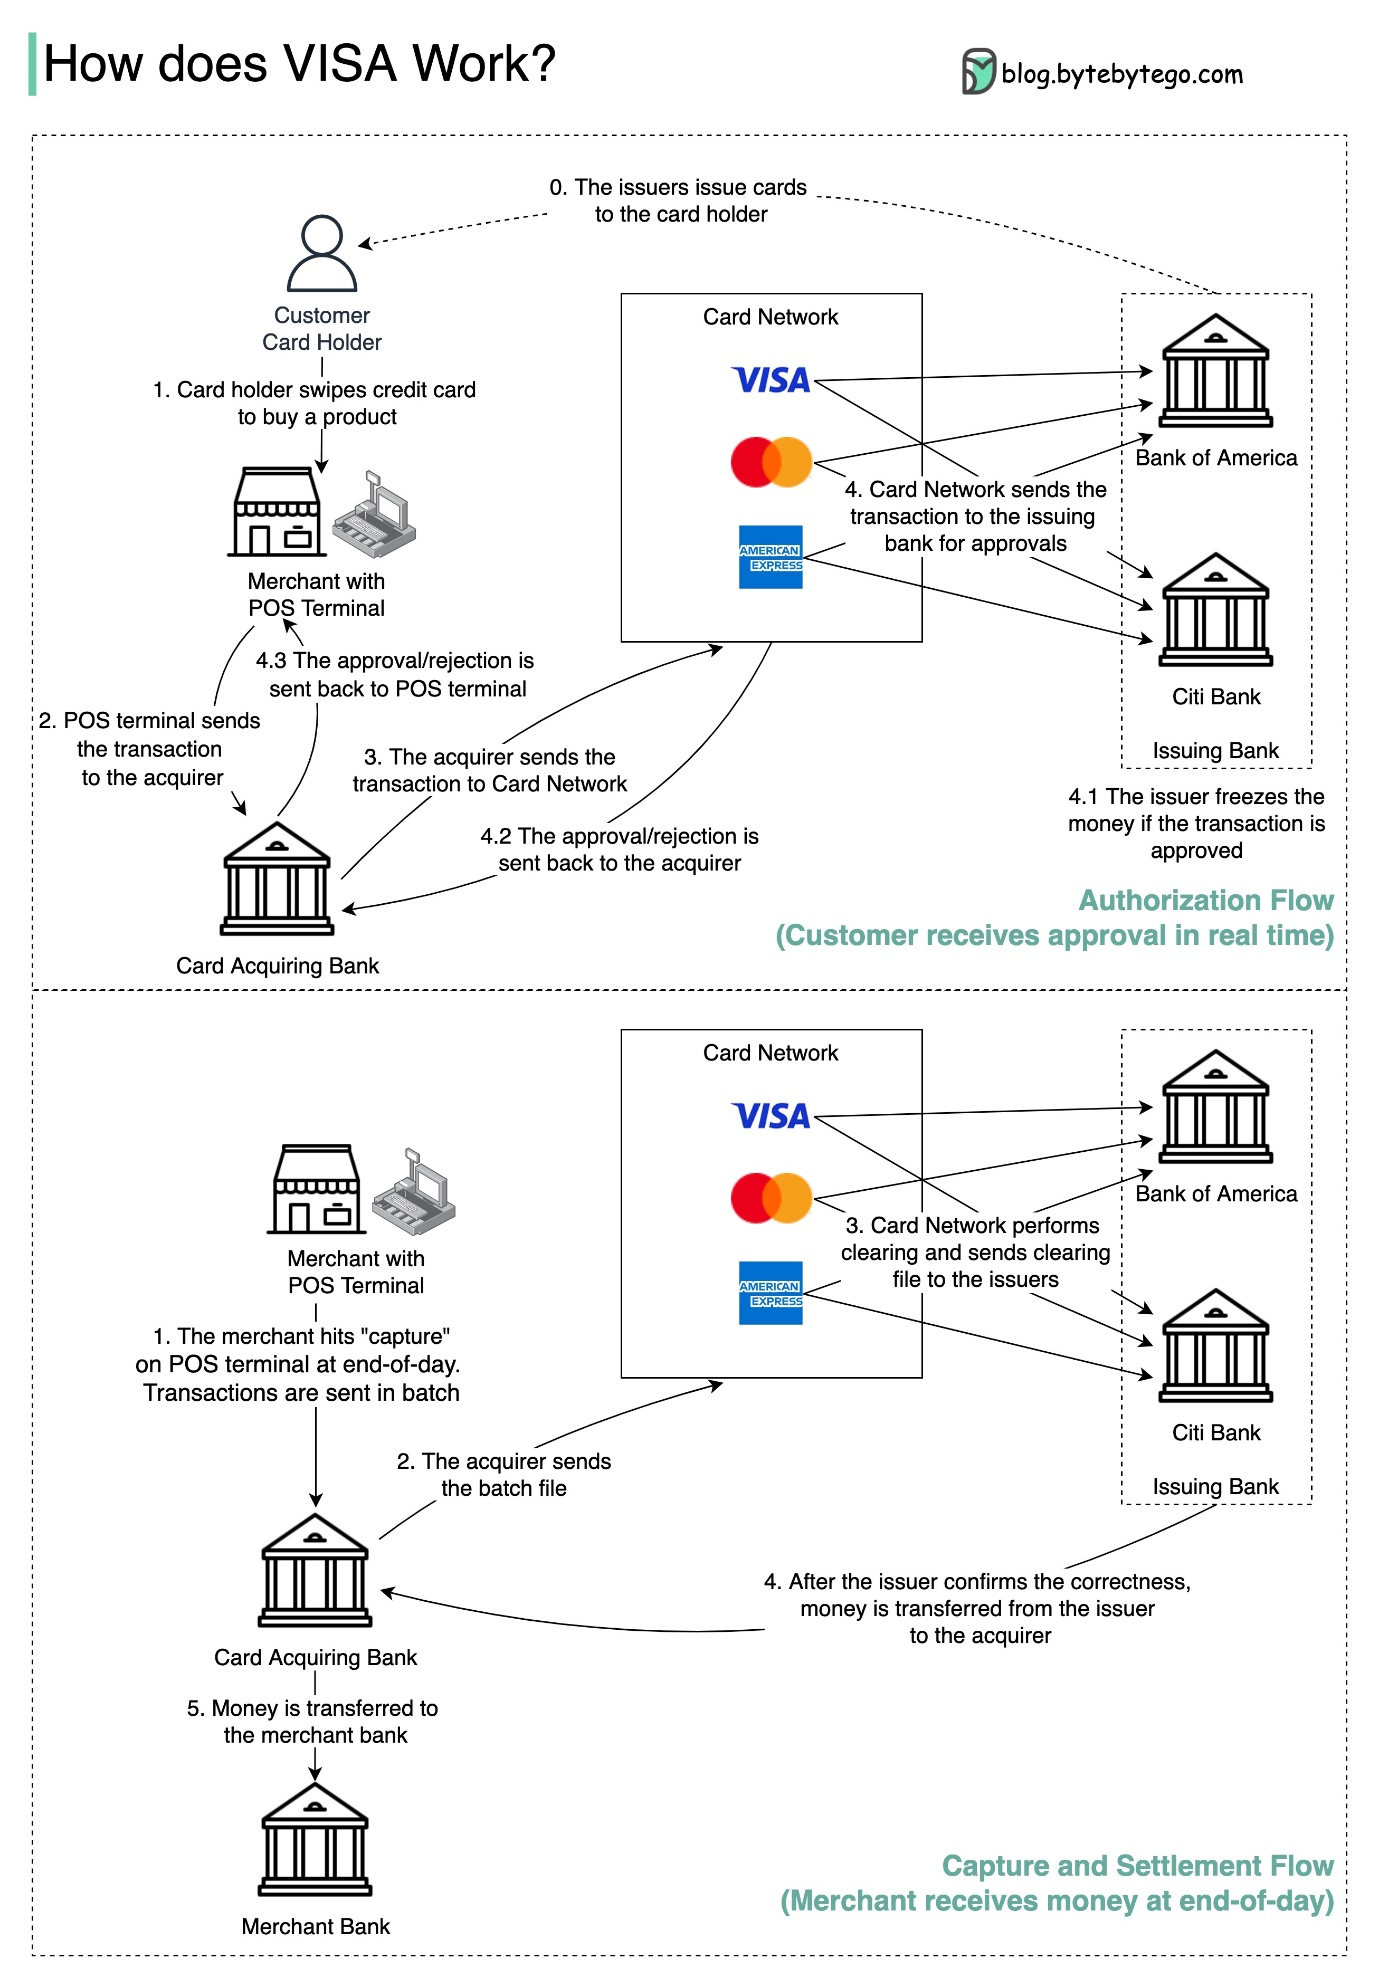 How does VISA Work?
blog.bytebytego.com
0. The issuers issue cards
to the card holder
Customer
Card Holder
1. Card holder swipes credit card
to buy a product
Merchant with
POS Terminal
4.3 The approval/rejection is
sent back to POS terminal
2. POS terminal sends
the transaction
to the acquirer
3. The acquirer sends the
transaction to Card Network
4.2 The approval/rejection is
sent back to the acquirer
Card Acquiring Bank
Card Network
VISA
AMERICAN
EXPRESS
4. Card Network sends the
transaction to the issuing
bank for approvals
Bank of America
Citi Bank
Issuing Bank
4.1 The issuer freezes the
money if the transaction is
approved
Authorization Flow
(Customer receives approval in real time)
Merchant with
POS Terminal
1. The merchant hits "capture"
on POS terminal at end-of-day.
Transactions are sent in batch
2. The acquirer sends
the batch file
Card Network
VISA
AMERICAN
EXPRESS
3. Card Network performs
clearing and sends clearing
file to the issuers
Bank of America
Citi Bank
Issuing Bank
4. After the issuer confirms the correctness,
money is transferred from the issuer
to the acquirer
Card Acquiring Bank
5. Money is transferred to
the merchant bank
Merchant Bank
Capture and Settlement Flow
(Merchant receives money at end-of-day)